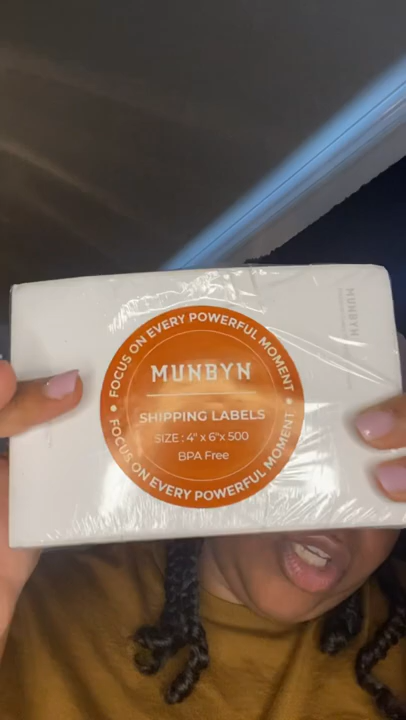 FOCUS ON EVERY POWERFUL MOMENT
MUNBYN
SHIPPING LABELS
SIZE : 4" x 6"x 500
BPA Free
FOCUS ON EVERY POWERFUL MOMENT
MUNBYN